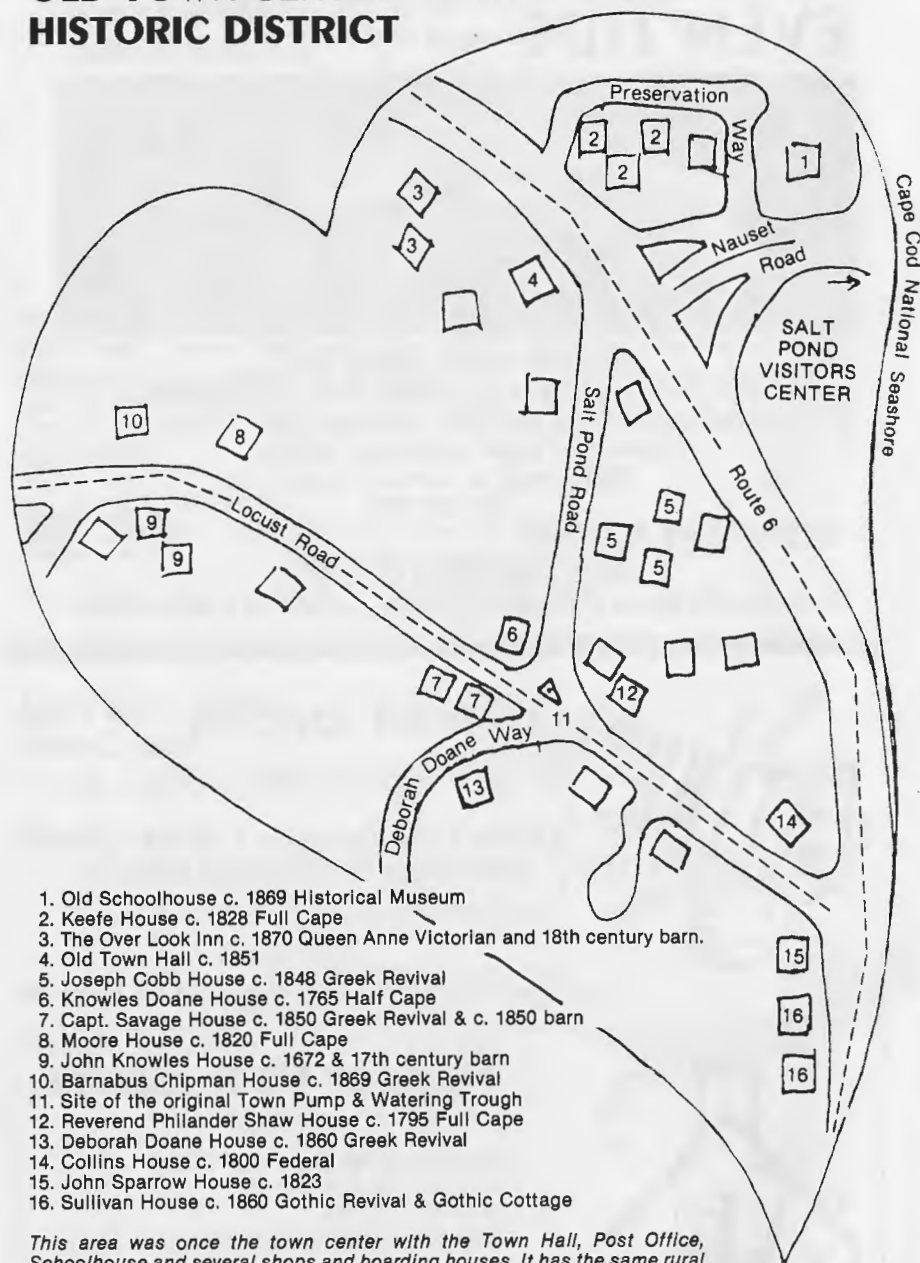 HISTORIC DISTRICT
Preservation
Way
2
2
2
1
3
3
Nauset
Road
4
Cape Cod National Seashore
SALT
POND
VISITORS
CENTER
10
8
Salt Pond Road
Route 6
9
9
Locust Road
5
5
5
6
7
7
11
12
Deborah Doane Way
13
14
15
16
16
1. Old Schoolhouse c. 1869 Historical Museum
2. Keefe House c. 1828 Full Cape
3. The Over Look Inn c. 1870 Queen Anne Victorian and 18th century barn.
4. Old Town Hall c. 1851
5. Joseph Cobb House c. 1848 Greek Revival
6. Knowles Doane House c. 1765 Half Cape
7. Capt. Savage House c. 1850 Greek Revival & c. 1850 barn
8. Moore House c. 1820 Full Cape
9. John Knowles House c. 1672 & 17th century barn
10. Barnabus Chipman House c. 1869 Greek Revival
11. Site of the original Town Pump & Watering Trough
12. Reverend Philander Shaw House c. 1795 Full Cape
13. Deborah Doane House c. 1860 Greek Revival
14. Collins House c. 1800 Federal
15. John Sparrow House c. 1823
16. Sullivan House c. 1860 Gothic Revival & Gothic Cottage
This area was once the town center with the Town Hall, Post Office,
Schoolhouse and several shops and boarding houses. It has the same rural